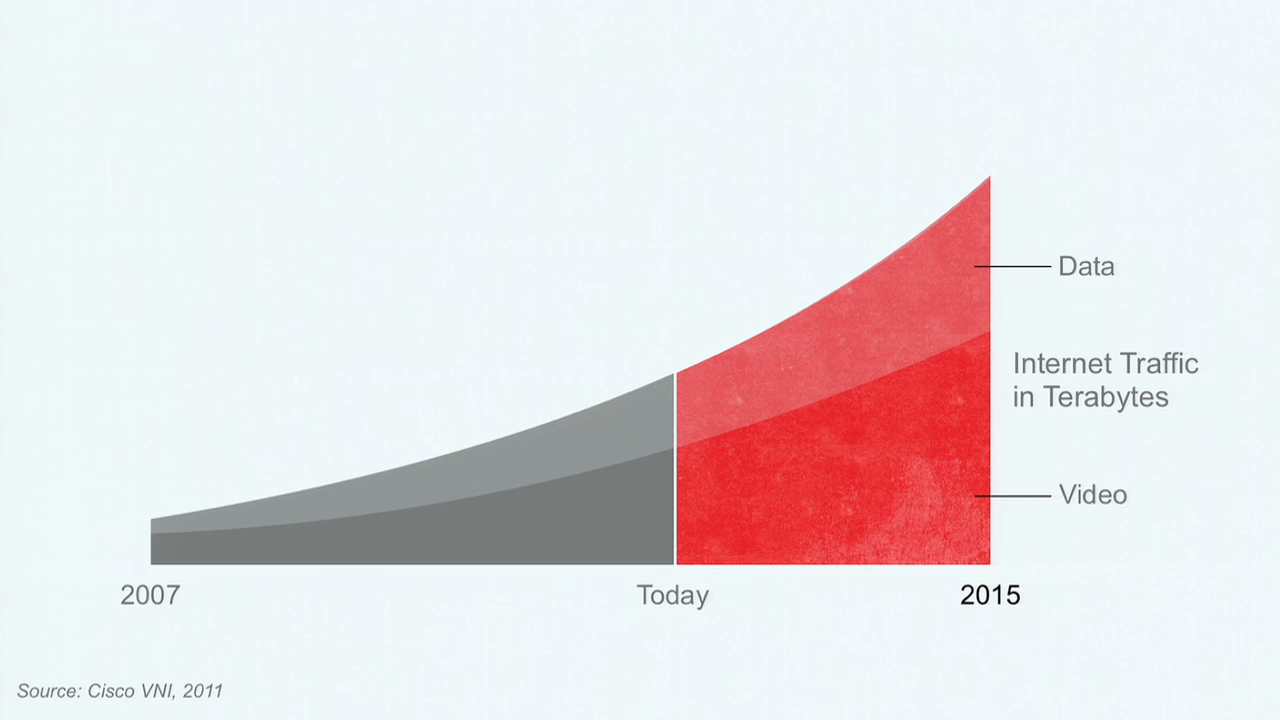 Data
Internet Traffic
in Terabytes
Video
2007
Today
2015
Source: Cisco VNI, 2011